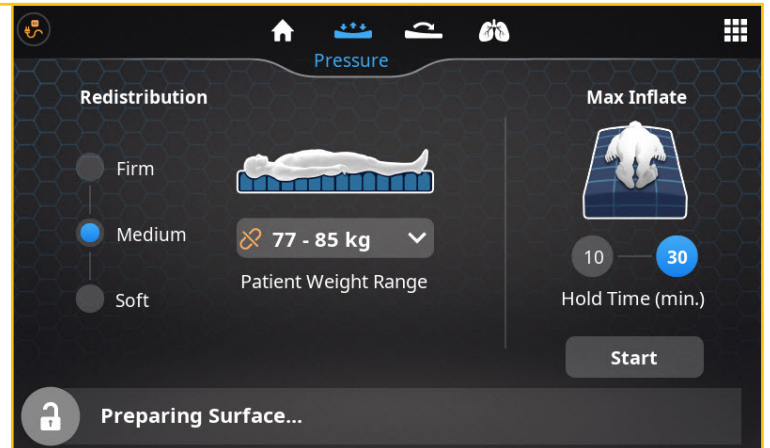 Pressure
Redistribution
Max Inflate
Firm
Medium
77 - 85 kg
10
30
Patient Weight Range
Soft
Hold Time (min.)
Start
Preparing Surface...